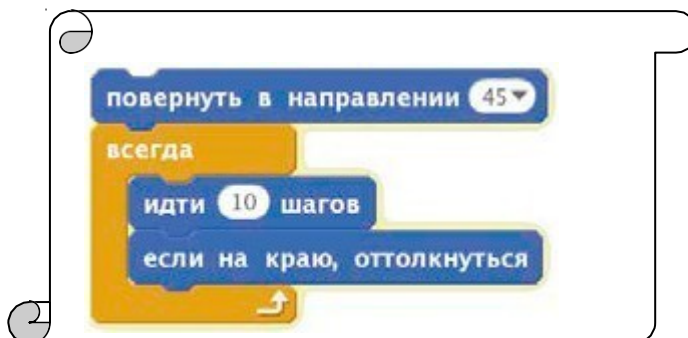 повернуть в направлении 45
всегда
идти 10 шагов
если на краю, оттолкнуться